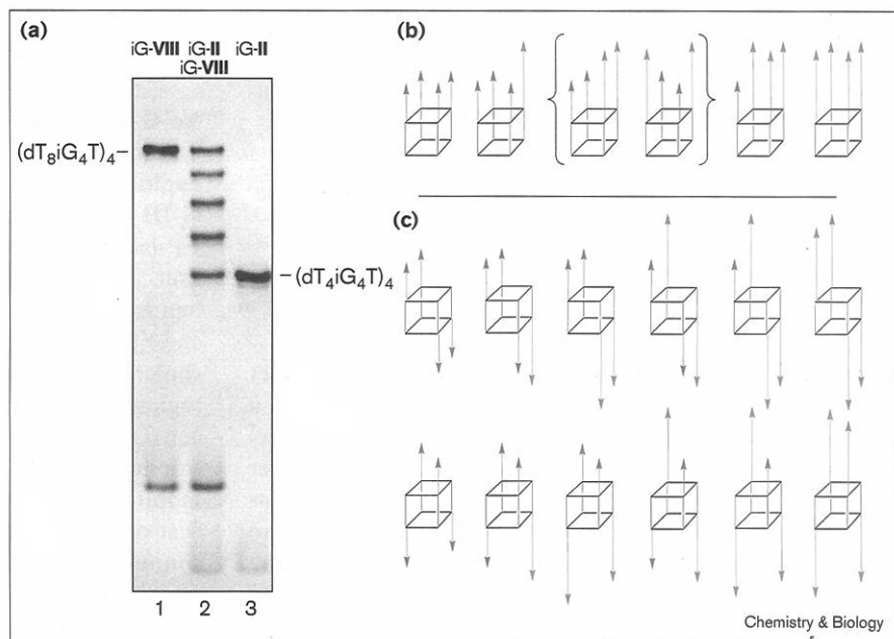 (a)
iG-VIII iG-II iG-II
iG-VIII
(dT₈iG₄T)₄–
–(dT₄iG₄T)₄
1 2 3
(b)
(c)
Chemistry & Biology